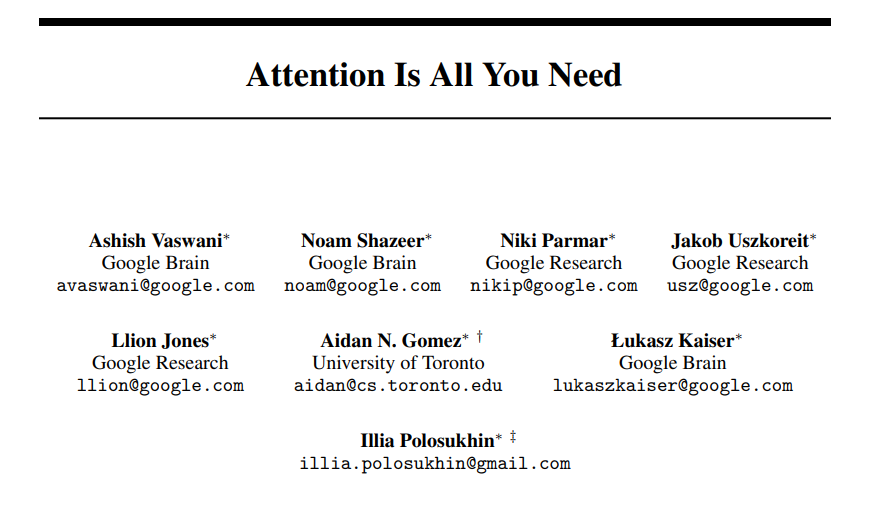 Attention Is All You Need
Ashish Vaswani* Noam Shazeer* Niki Parmar* Jakob Uszkoreit*
Google Brain Google Brain Google Research Google Research
avaswani@google.com noam@google.com nikip@google.com usz@google.com
Llion Jones* Aidan N. Gomez* † Łukasz Kaiser*
Google Research University of Toronto Google Brain
llion@google.com aidan@cs.toronto.edu lukaszkaiser@google.com
Illia Polosukhin* ‡
illia.polosukhin@gmail.com